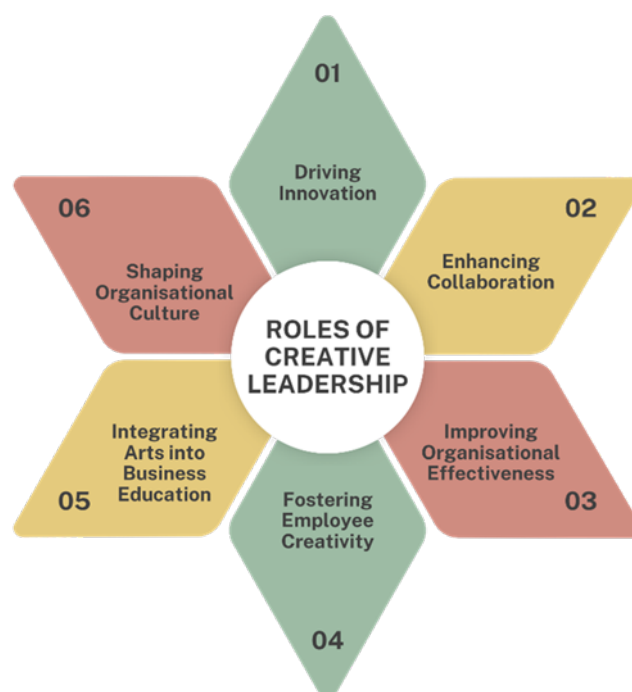 ROLES OF
CREATIVE
LEADERSHIP
01
Driving
Innovation
02
Enhancing
Collaboration
Improving
Organisational
Effectiveness
03
Fostering
Employee
Creativity
04
Integrating
Arts into
Business
Education
05
06
Shaping
Organisational
Culture